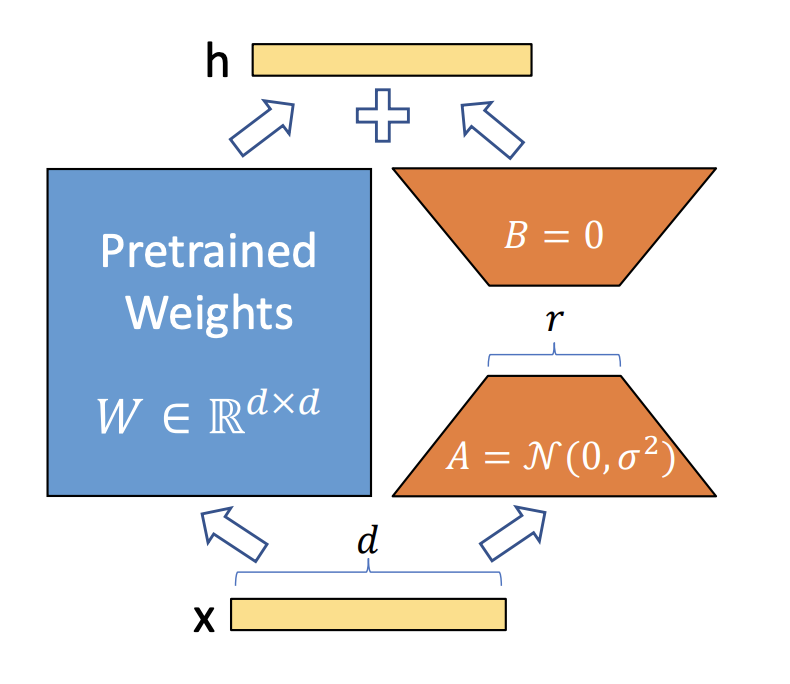 h
Pretrained
Weights
W ∈ ℝ^{d×d}
B = 0
r
A = 𝒩(0, σ²)
d
x